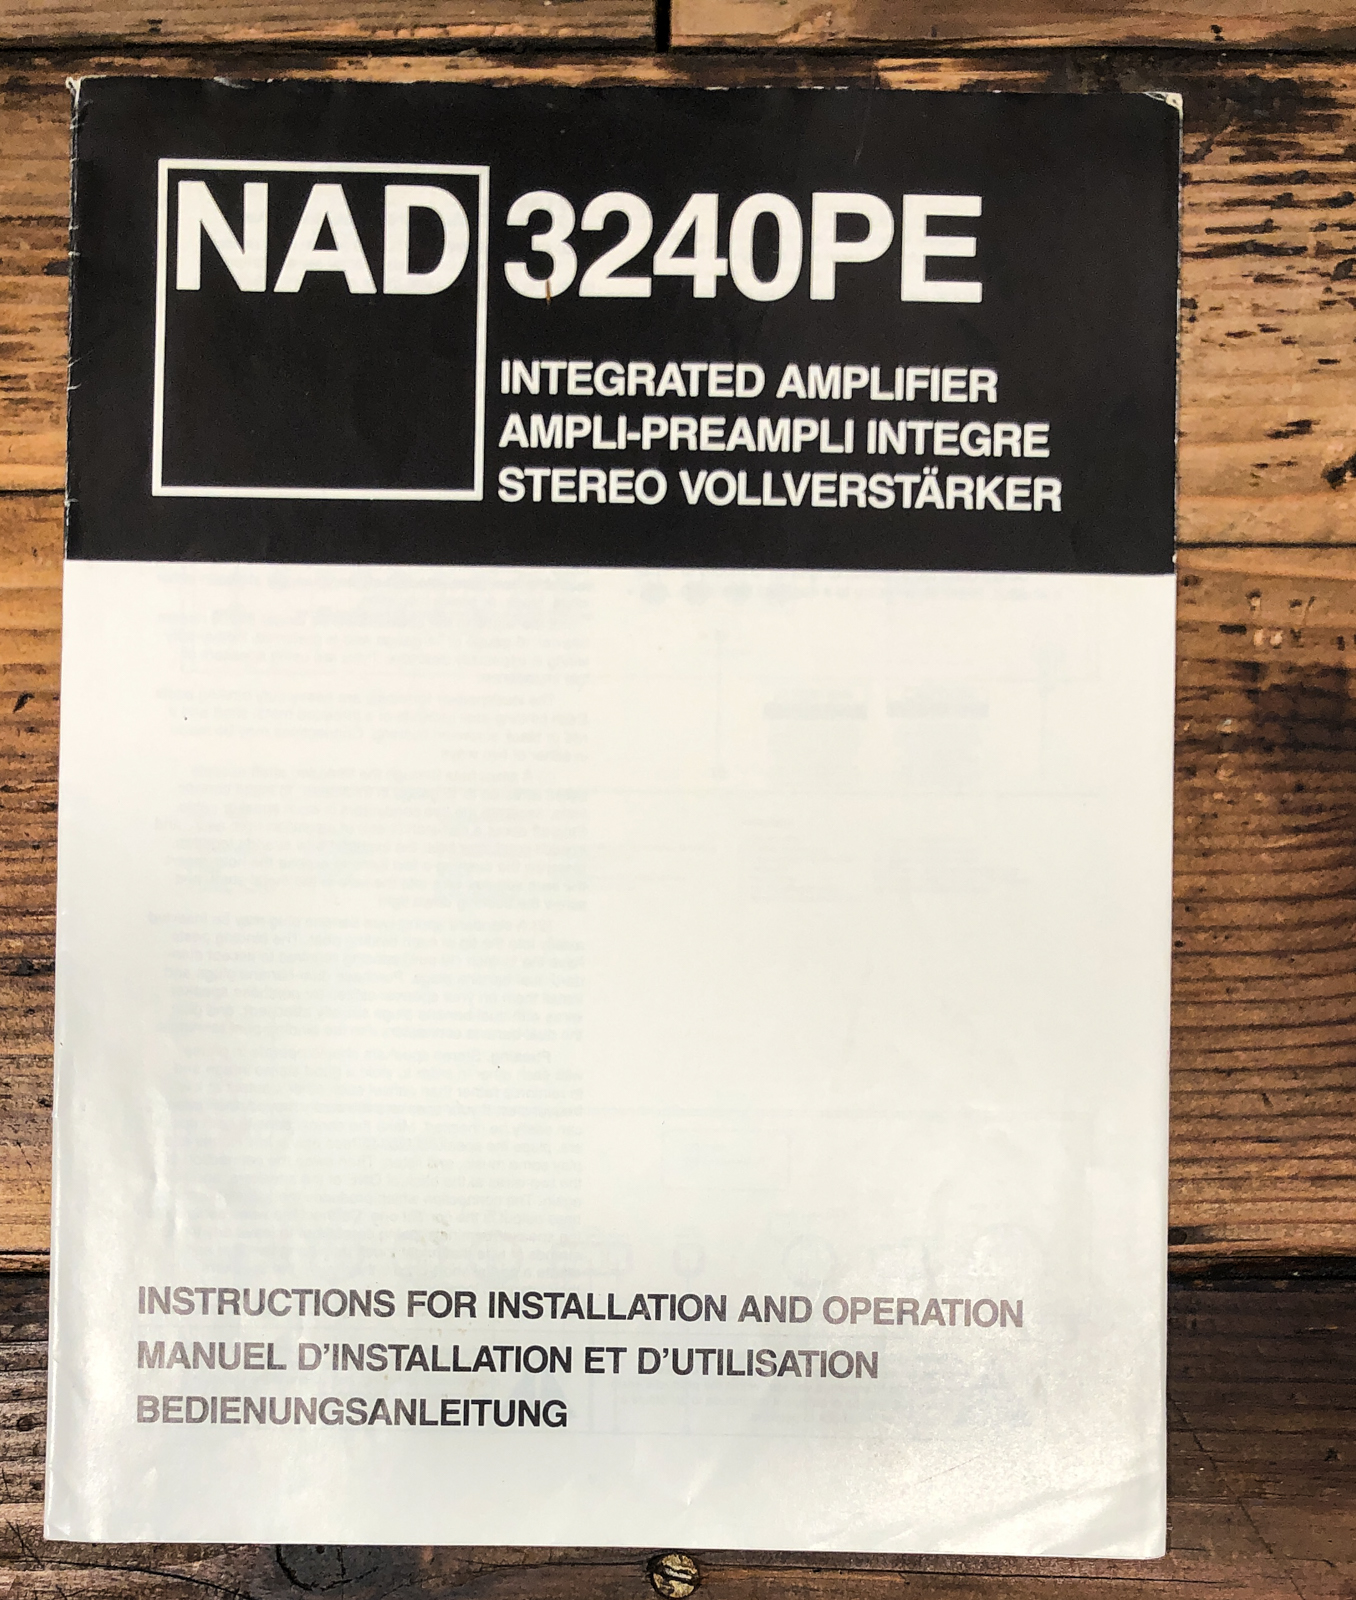 NAD 3240PE
INTEGRATED AMPLIFIER
AMPLI-PREAMPLI INTEGRE
STEREO VOLLVERSTÄRKER
INSTRUCTIONS FOR INSTALLATION AND OPERATION
MANUEL D'INSTALLATION ET D'UTILISATION
BEDIENUNGSANLEITUNG